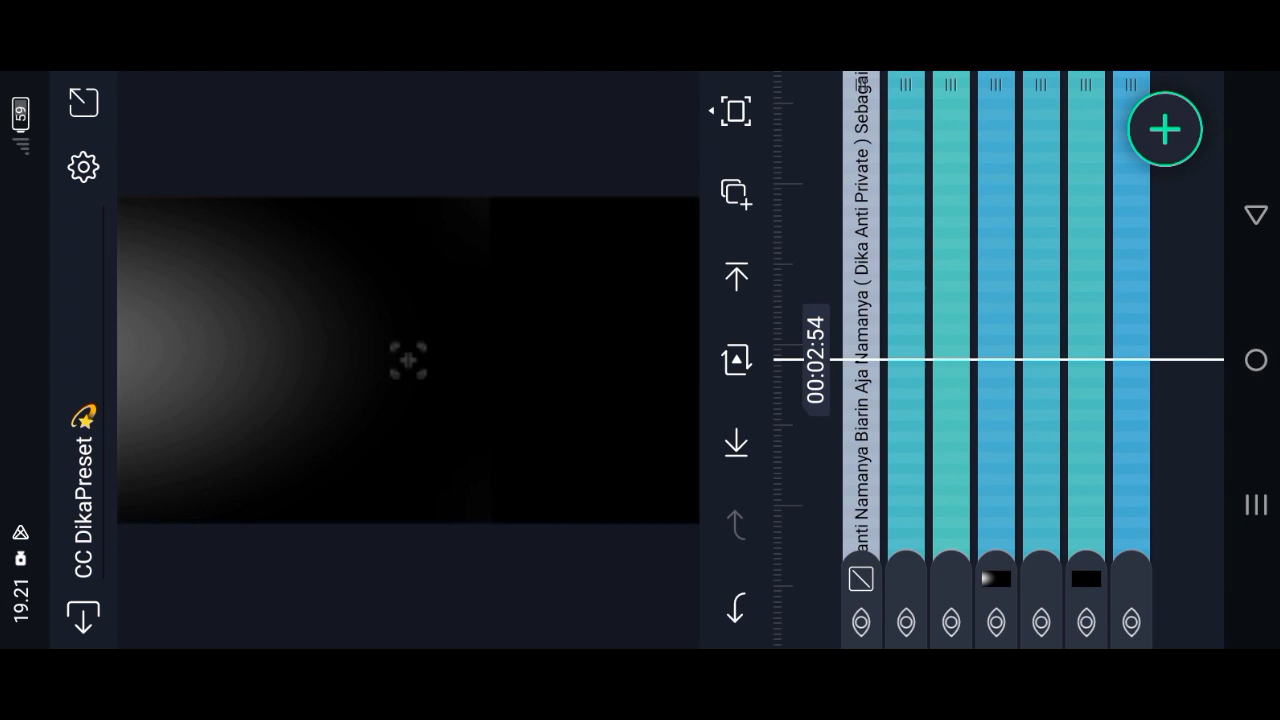 19.21
59
CC DikaPreset 💫
00:02:54
anti Namanya Biarin Aja Namanya ( Dika Anti Private ) Sebagai